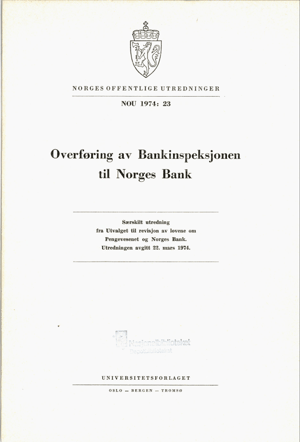 NORGES OFFENTLIGE UTREDNINGER
NOU 1974: 23
Overføring av Bankinspeksjonen
til Norges Bank
Særskilt utredning
fra Utvalget til revisjon av lovene om
Pengevesenet og Norges Bank.
Utredningen avgitt 22. mars 1974.
UNIVERSITETSFORLAGET
OSLO — BERGEN — TROMSØ